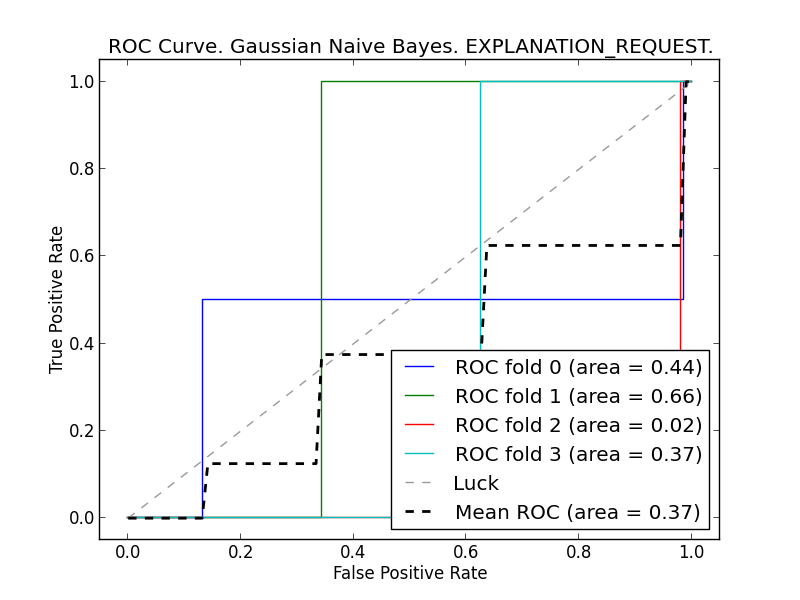 ROC Curve. Gaussian Naive Bayes. EXPLANATION_REQUEST.
True Positive Rate
1.0
0.8
0.6
0.4
0.2
0.0
ROC fold 0 (area = 0.44)
ROC fold 1 (area = 0.66)
ROC fold 2 (area = 0.02)
ROC fold 3 (area = 0.37)
Luck
Mean ROC (area = 0.37)
0.0 0.2 0.4 0.6 0.8 1.0
False Positive Rate